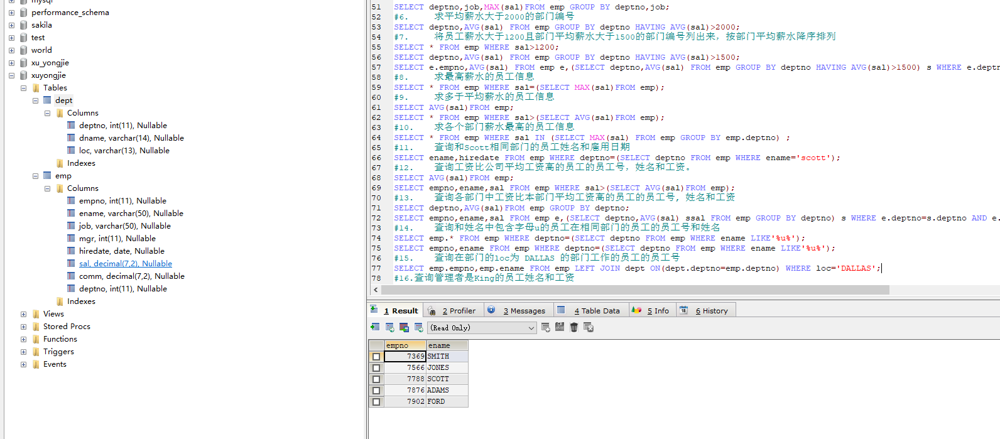 mysql
performance_schema
sakila
test
world
xu_yongjie
xuyongjie
Tables
dept
Columns
deptno, int(11), Nullable
dname, varchar(14), Nullable
loc, varchar(13), Nullable
Indexes
emp
Columns
empno, int(11), Nullable
ename, varchar(50), Nullable
job, varchar(50), Nullable
mgr, int(11), Nullable
hiredate, date, Nullable
sal, decimal(7,2), Nullable
comm, decimal(7,2), Nullable
deptno, int(11), Nullable
Indexes
Views
Stored Procs
Functions
Triggers
Events
51 SELECT deptno,job,MAX(sal)FROM emp GROUP BY deptno,job;
52 #6. 求平均薪水大于2000的部门编号
53 SELECT deptno,AVG(sal) FROM emp GROUP BY deptno HAVING AVG(sal)>2000;
54 #7. 将员工薪水大于1200且部门平均薪水大于1500的部门编号列出来，按部门平均薪水降序排列
55 SELECT * FROM emp WHERE sal>1200;
56 SELECT deptno,AVG(sal) FROM emp GROUP BY deptno HAVING AVG(sal)>1500;
57 SELECT e.empno,AVG(sal) FROM emp e,(SELECT deptno,AVG(sal) FROM emp GROUP BY deptno HAVING AVG(sal)>1500) s WHERE e.deptn
58 #8. 求最高薪水的员工信息
59 SELECT * FROM emp WHERE sal=(SELECT MAX(sal)FROM emp);
60 #9. 求多于平均薪水的员工信息
61 SELECT AVG(sal)FROM emp;
62 SELECT * FROM emp WHERE sal>(SELECT AVG(sal)FROM emp);
63 #10. 求各个部门薪水最高的员工信息
64 SELECT * FROM emp WHERE sal IN (SELECT MAX(sal) FROM emp GROUP BY emp.deptno) ;
65 #11. 查询和Scott相同部门的员工姓名和雇用日期
66 SELECT ename,hiredate FROM emp WHERE deptno=(SELECT deptno FROM emp WHERE ename='scott');
67 #12. 查询工资比公司平均工资高的员工的员工号，姓名和工资。
68 SELECT AVG(sal)FROM emp;
69 SELECT empno,ename,sal FROM emp WHERE sal>(SELECT AVG(sal)FROM emp);
70 #13. 查询各部门中工资比本部门平均工资高的员工的员工号, 姓名和工资
71 SELECT deptno,AVG(sal)FROM emp GROUP BY deptno;
72 SELECT empno,ename,sal FROM emp e,(SELECT deptno,AVG(sal) ssal FROM emp GROUP BY deptno) s WHERE e.deptno=s.deptno AND e.
73 #14. 查询和姓名中包含字母u的员工在相同部门的员工的员工号和姓名
74 SELECT emp.* FROM emp WHERE deptno=(SELECT deptno FROM emp WHERE ename LIKE'%u%');
75 SELECT empno,ename FROM emp WHERE deptno=(SELECT deptno FROM emp WHERE ename LIKE'%u%');
76 #15. 查询在部门的loc为 DALLAS 的部门工作的员工的员工号
77 SELECT emp.empno,emp.ename FROM emp LEFT JOIN dept ON(dept.deptno=emp.deptno) WHERE loc='DALLAS';
78 #16.查询管理者是King的员工姓名和工资
1 Result 2 Profiler 3 Messages 4 Table Data 5 Info 6 History
(Read Only)
empno ename
7369 SMITH
7566 JONES
7788 SCOTT
7876 ADAMS
7902 FORD